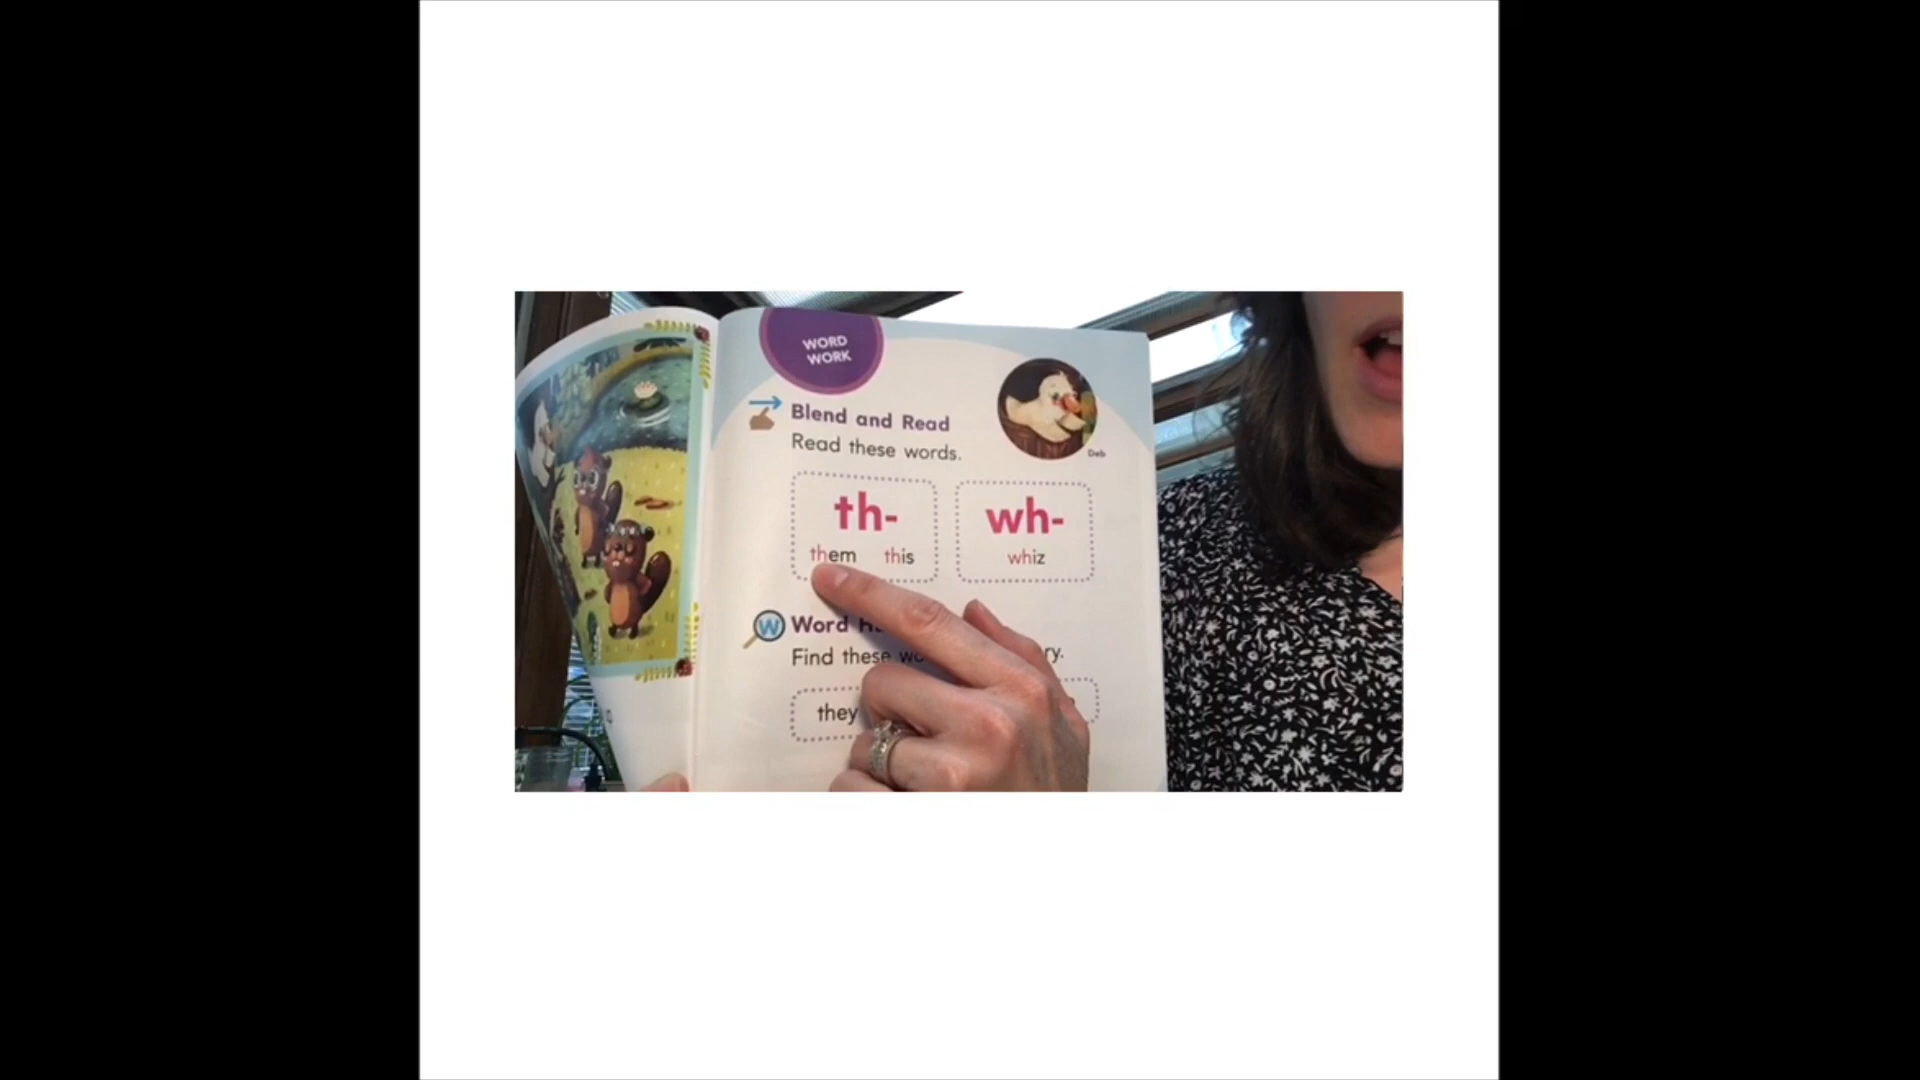 WORD
WORK
Blend and Read
Read these words.
Deb
th-
them this
wh-
whiz
Word
Find these
they